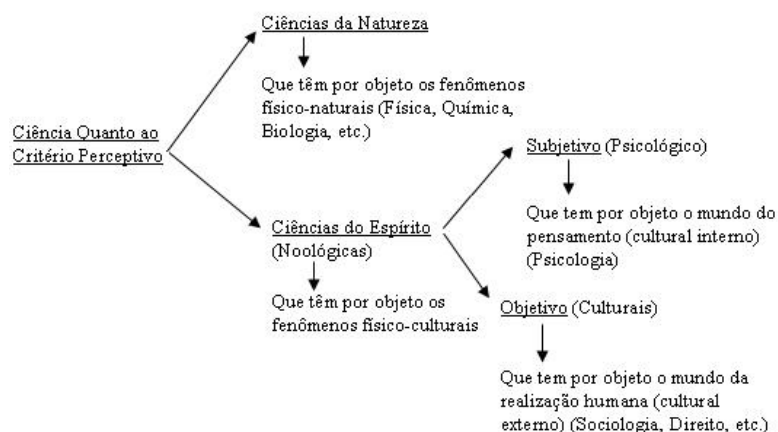 Ciências da Natureza
Que têm por objeto os fenômenos
físico-naturais (Física, Química,
Biologia, etc.)
Ciência Quanto ao
Critério Perceptivo
Ciências do Espírito
(Noológicas)
Que têm por objeto os
fenômenos físico-culturais
Subjetivo (Psicológico)
Que tem por objeto o mundo do
pensamento (cultural interno)
(Psicologia)
Objetivo (Culturais)
Que tem por objeto o mundo da
realização humana (cultural
externo) (Sociologia, Direito, etc.)